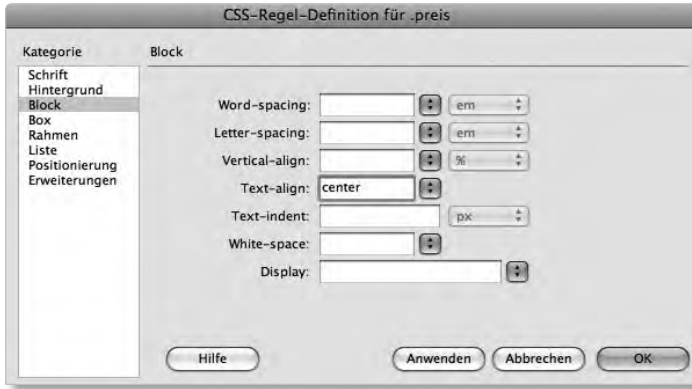 CSS-Regel-Definition für .preis
Kategorie
Schrift
Hintergrund
Block
Box
Rahmen
Liste
Positionierung
Erweiterungen
Block
Word-spacing: em
Letter-spacing: em
Vertical-align: %
Text-align: center
Text-indent: px
White-space:
Display:
Hilfe Anwenden Abbrechen OK